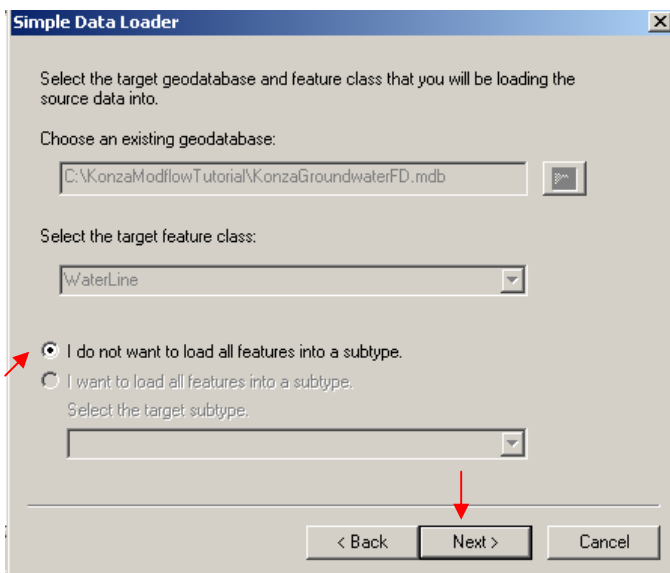 Simple Data Loader
Select the target geodatabase and feature class that you will be loading the
source data into.
Choose an existing geodatabase:
C:\KonzaModflowTutorial\KonzaGroundwaterFD.mdb
Select the target feature class:
WaterLine
I do not want to load all features into a subtype.
I want to load all features into a subtype.
Select the target subtype.
< Back Next > Cancel